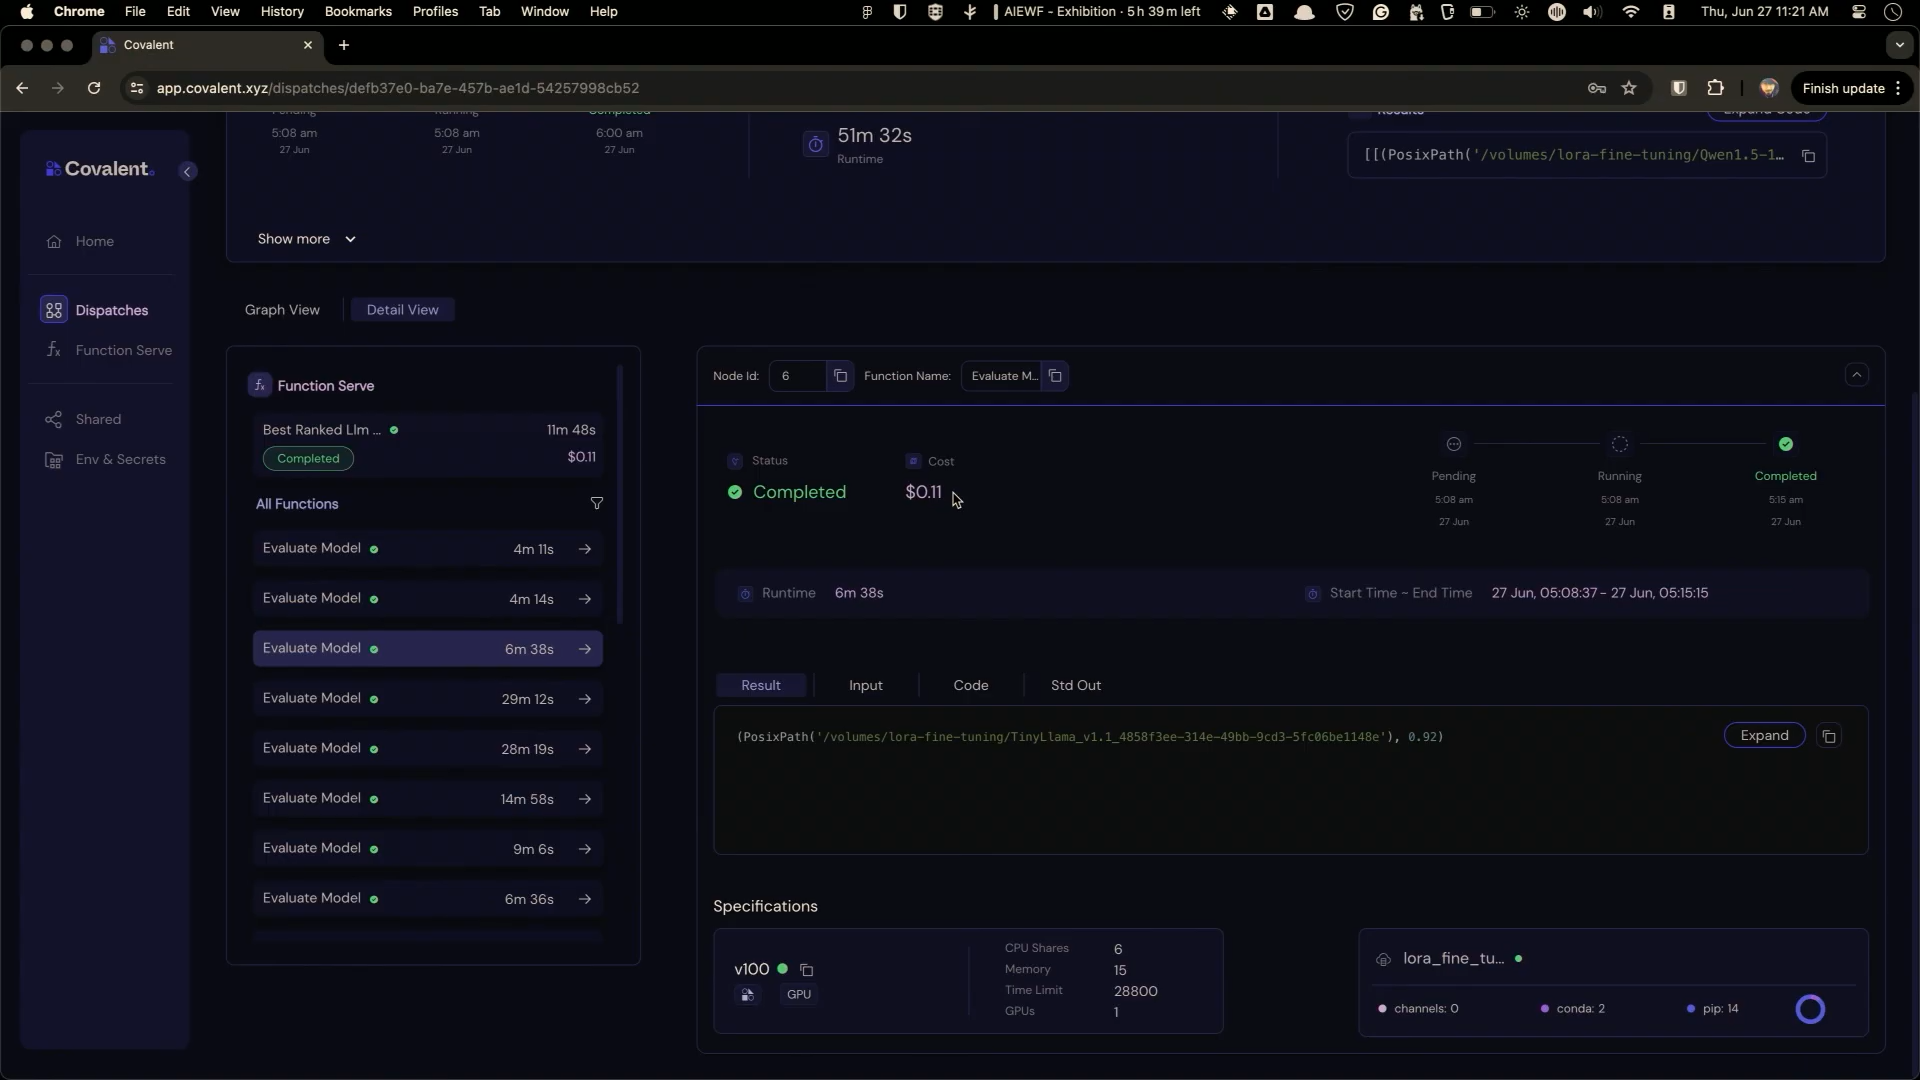 Chrome File Edit View History Bookmarks Profiles Tab Window Help
AIEWF - Exhibition · 5 h 39 m left
Thu, Jun 27 11:21 AM
Covalent
app.covalent.xyz/dispatches/defb37e0-ba7e-457b-ae1d-54257998cb52
Finish update
Covalent.
Home
Dispatches
Function Serve
Shared
Env & Secrets
Pending Running Completed
5:08 am 5:08 am 6:00 am
27 Jun 27 Jun 27 Jun
51m 32s
Runtime
Results
Expand Code
[[(PosixPath('/volumes/lora-fine-tuning/Qwen1.5-1…
Show more
Graph View Detail View
Function Serve
Best Ranked Llm ... 11m 48s
Completed $0.11
All Functions
Evaluate Model 4m 11s
Evaluate Model 4m 14s
Evaluate Model 6m 38s
Evaluate Model 29m 12s
Evaluate Model 28m 19s
Evaluate Model 14m 58s
Evaluate Model 9m 6s
Evaluate Model 6m 36s
Node Id: 6 Function Name: Evaluate M...
Status Cost
Completed $0.11
Pending Running Completed
5:08 am 5:08 am 5:15 am
27 Jun 27 Jun 27 Jun
Runtime 6m 38s Start Time ~ End Time 27 Jun, 05:08:37 - 27 Jun, 05:15:15
Result Input Code Std Out
(PosixPath('/volumes/lora-fine-tuning/TinyLlama_v1.1_4858f3ee-314e-49bb-9cd3-5fc06be1148e'), 0.92)
Expand
Specifications
v100
GPU
CPU Shares 6
Memory 15
Time Limit 28800
GPUs 1
lora_fine_tu...
channels: 0 conda: 2 pip: 14